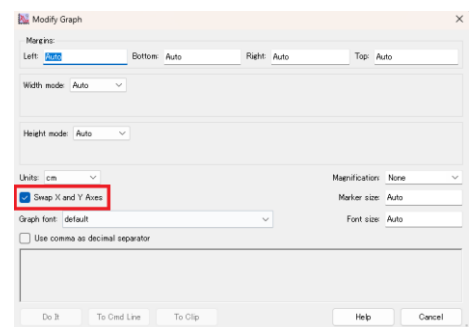 Modify Graph
Margins:
Left: Auto Bottom: Auto Right: Auto Top: Auto
Width mode: Auto
Height mode: Auto
Units: cm Magnification: None
Swap X and Y Axes Marker size: Auto
Graph font: default Font size: Auto
Use comma as decimal separator
Do It To Cmd Line To Clip Help Cancel